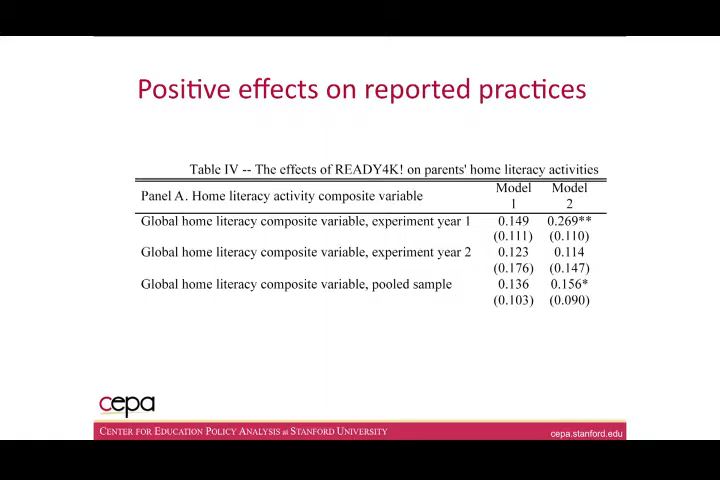 Positive effects on reported practices
Table IV -- The effects of READY4K! on parents' home literacy activities
Panel A. Home literacy activity composite variable Model 1 Model 2
Global home literacy composite variable, experiment year 1 0.149 0.269**
(0.111) (0.110)
Global home literacy composite variable, experiment year 2 0.123 0.114
(0.176) (0.147)
Global home literacy composite variable, pooled sample 0.136 0.156*
(0.103) (0.090)
cepa
CENTER FOR EDUCATION POLICY ANALYSIS at STANFORD UNIVERSITY
cepa.stanford.edu